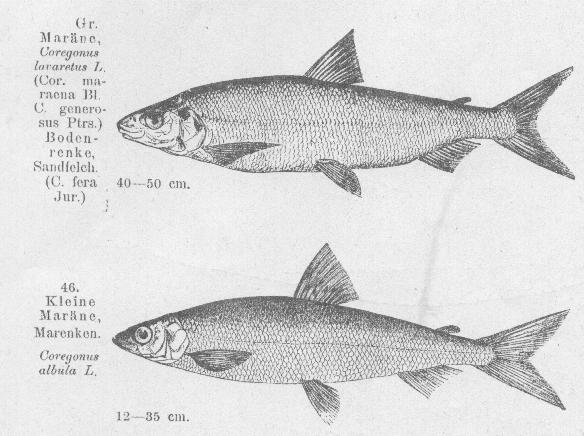 Gr.
Maräne,
Coregonus
lavaretus L.
(Cor. ma-
raena Bl.
C. genero-
sus Ptrs.)
Boden-
renke,
Sandfelch.
(C. fera
Jur.)
40—50 cm.
46.
Kleine
Maräne,
Marenken.
Coregonus
albula L.
12—35 cm.